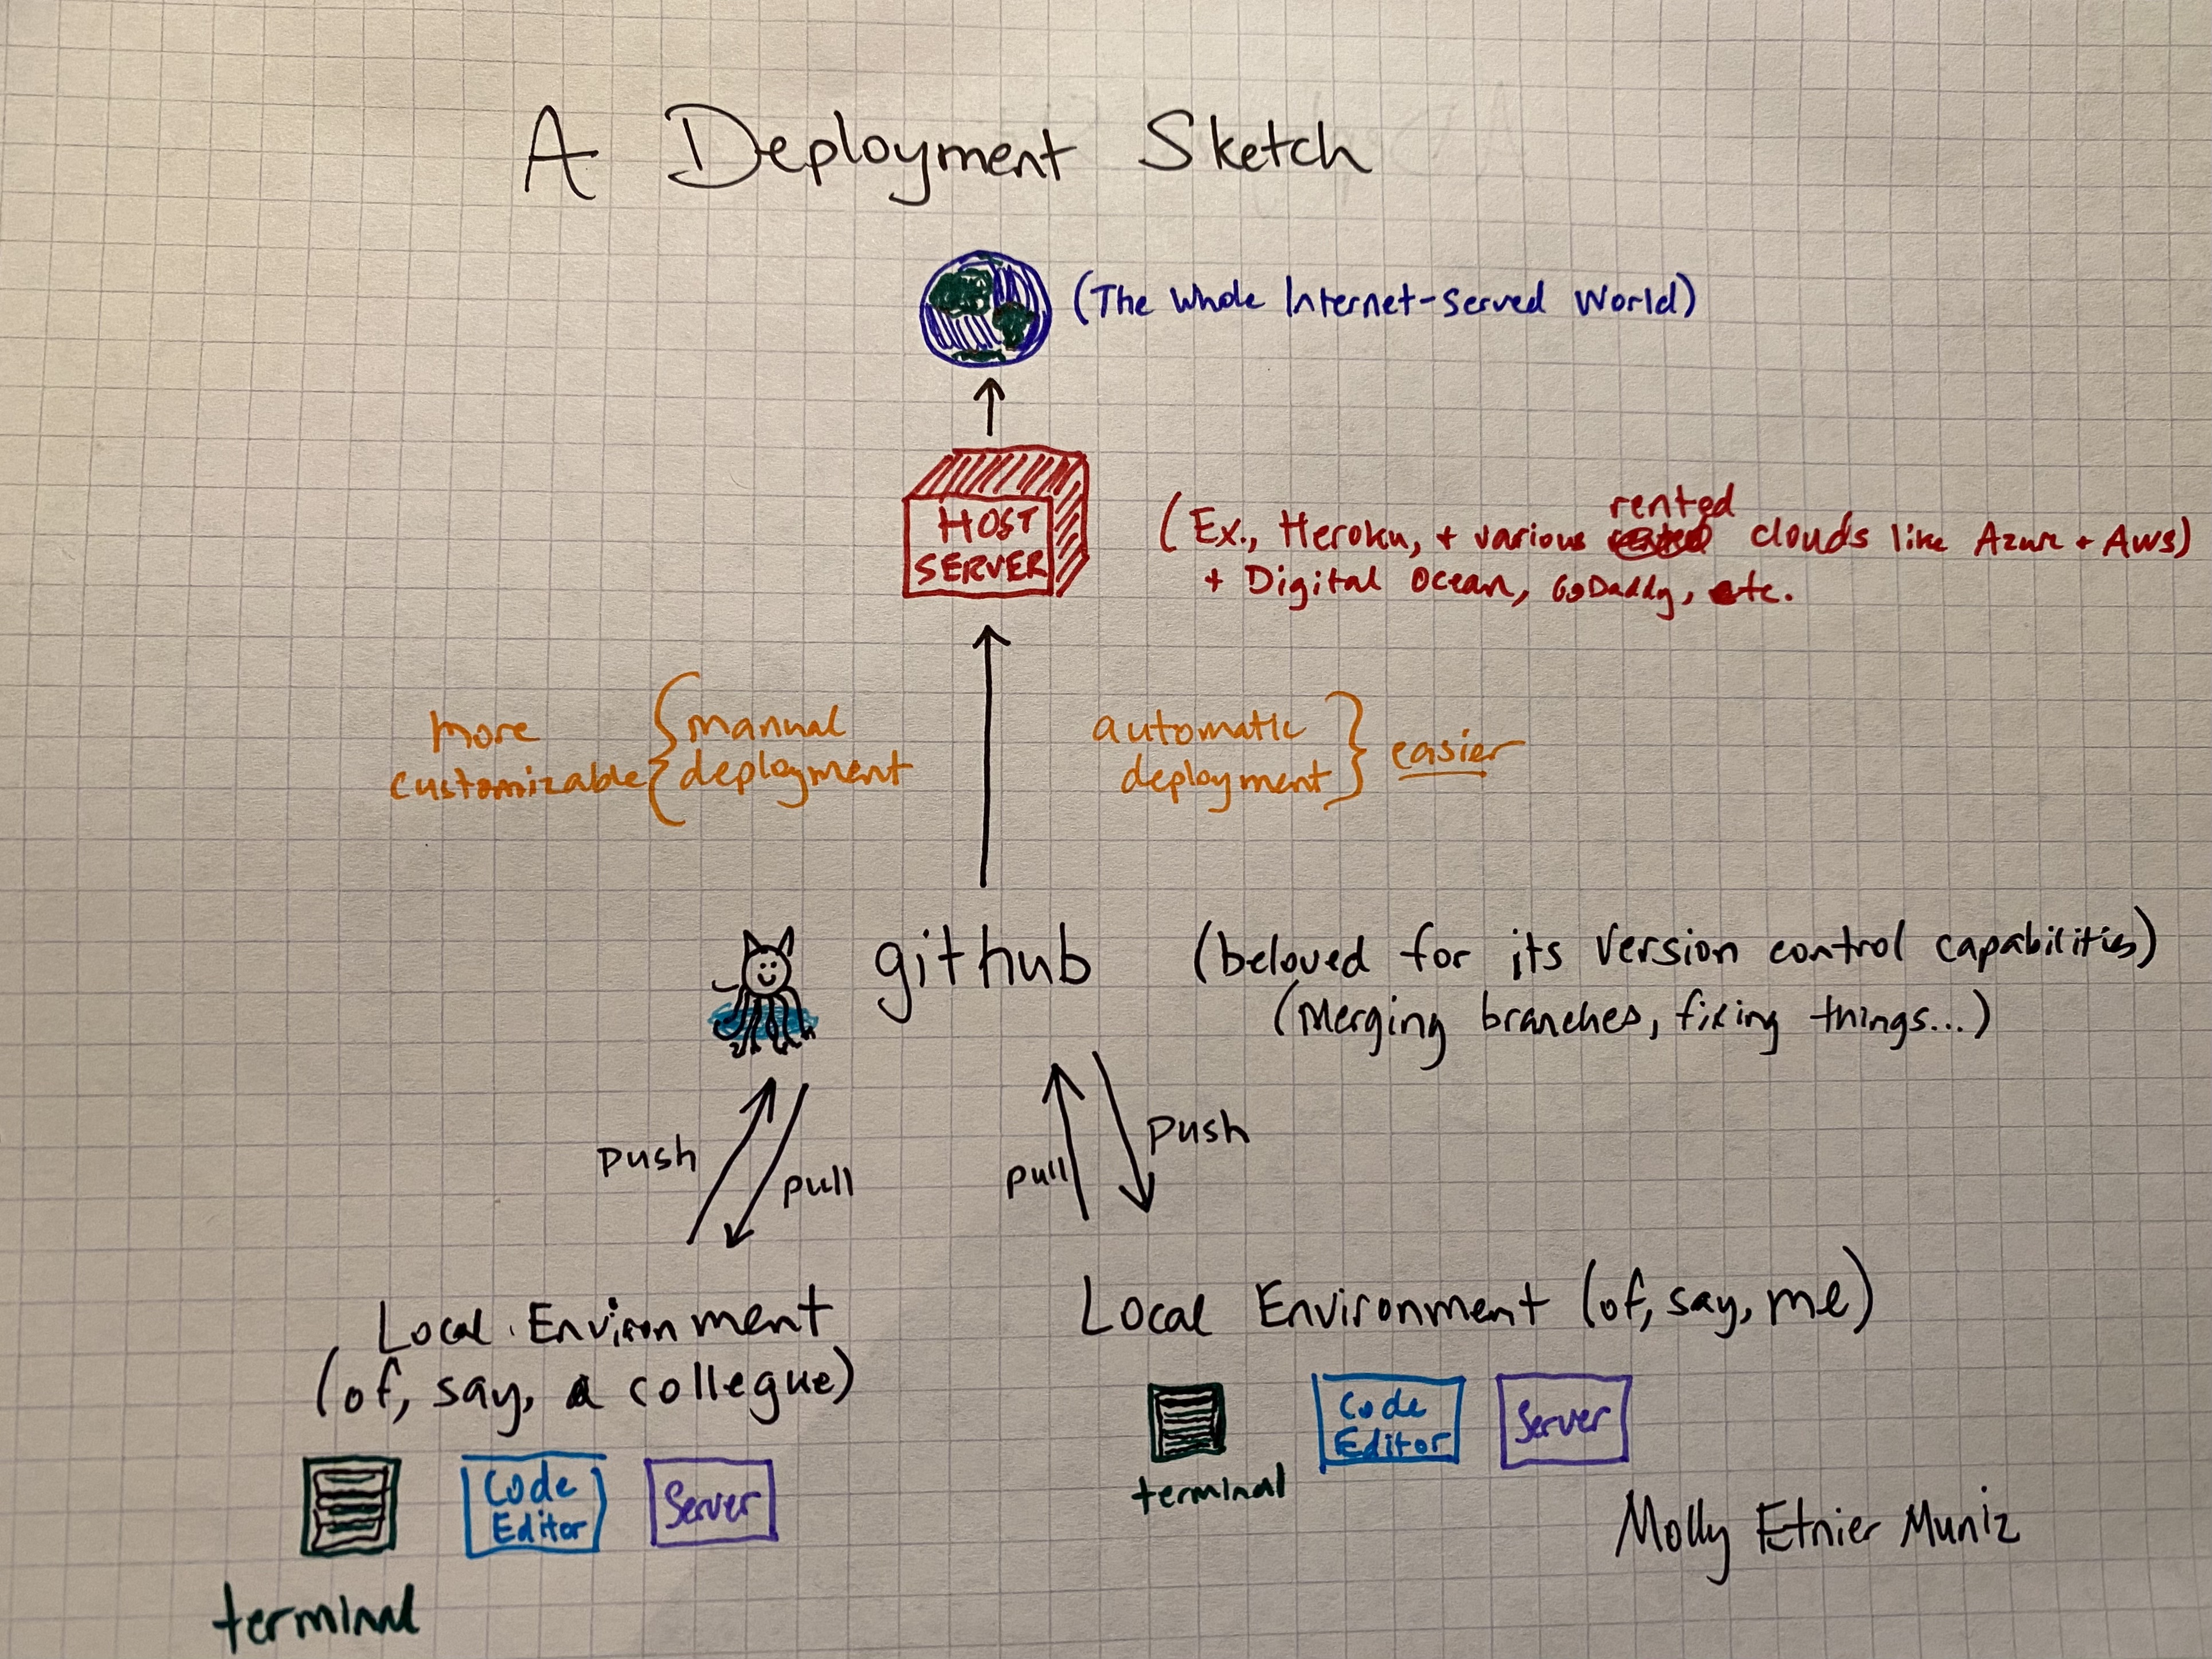 A Deployment Sketch
(The Whole Internet-Served World)
HOST
SERVER
rented
(Ex., Heroku, + various clouds like Azure + AWS)
+ Digital Ocean, GoDaddy, etc.
more
customizable
manual
deployment
automatic
deployment
easier
github
(beloved for its version control capabilities)
(Merging branches, fixing things...)
push
pull
pull
push
Local Environment
(of, say, a collegue)
Code
Editor
Server
terminal
Local Environment (of, say, me)
Code
Editor
Server
terminal
Molly Etnier Muniz